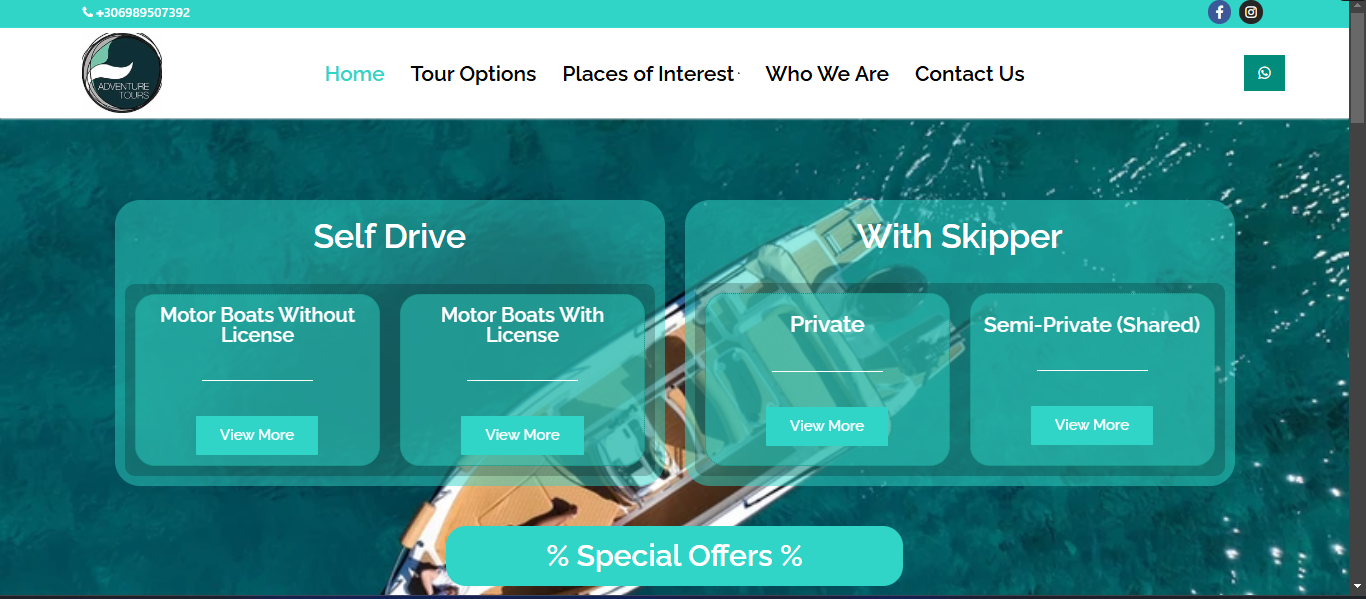 +306989507392
ADVENTURE
TOURS
Home Tour Options Places of Interest Who We Are Contact Us
Self Drive
Motor Boats Without
License
View More
Motor Boats With
License
View More
With Skipper
Private
View More
Semi-Private (Shared)
View More
% Special Offers %